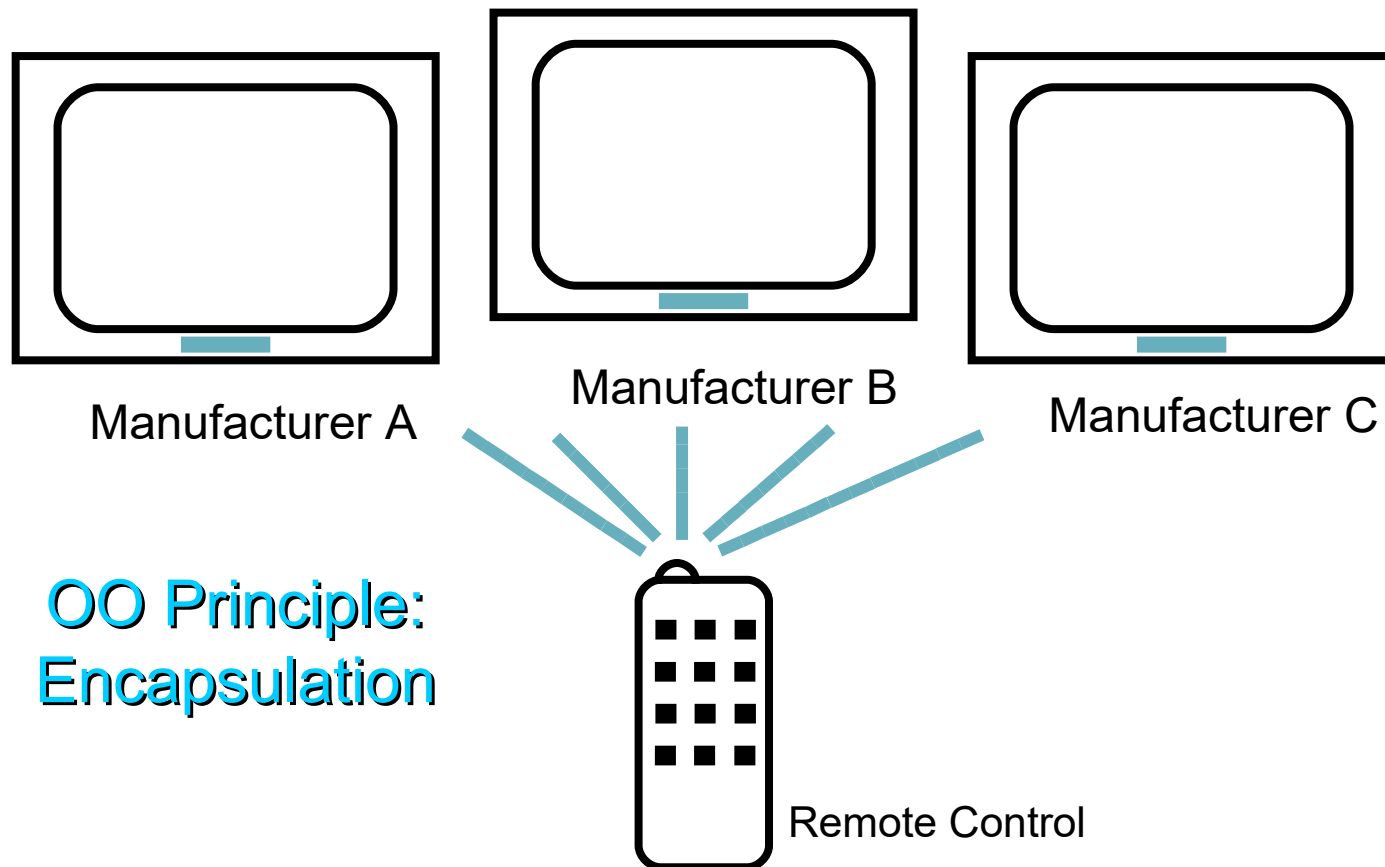 Manufacturer A
Manufacturer B
Manufacturer C
OO Principle:
Encapsulation
Remote Control